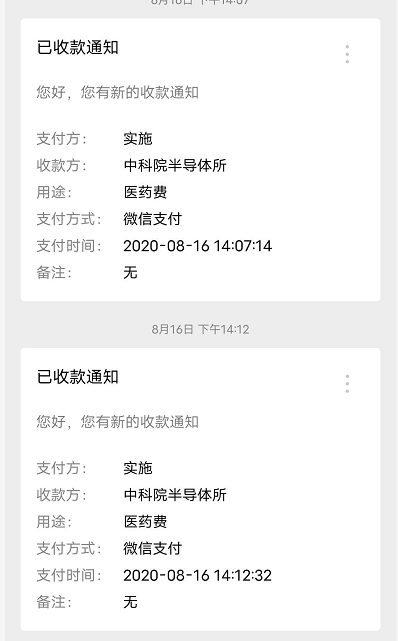 8月16日 下午14:07
已收款通知
您好，您有新的收款通知
支付方： 实施
收款方： 中科院半导体所
用途： 医药费
支付方式： 微信支付
支付时间： 2020-08-16 14:07:14
备注： 无
8月16日 下午14:12
已收款通知
您好，您有新的收款通知
支付方： 实施
收款方： 中科院半导体所
用途： 医药费
支付方式： 微信支付
支付时间： 2020-08-16 14:12:32
备注： 无